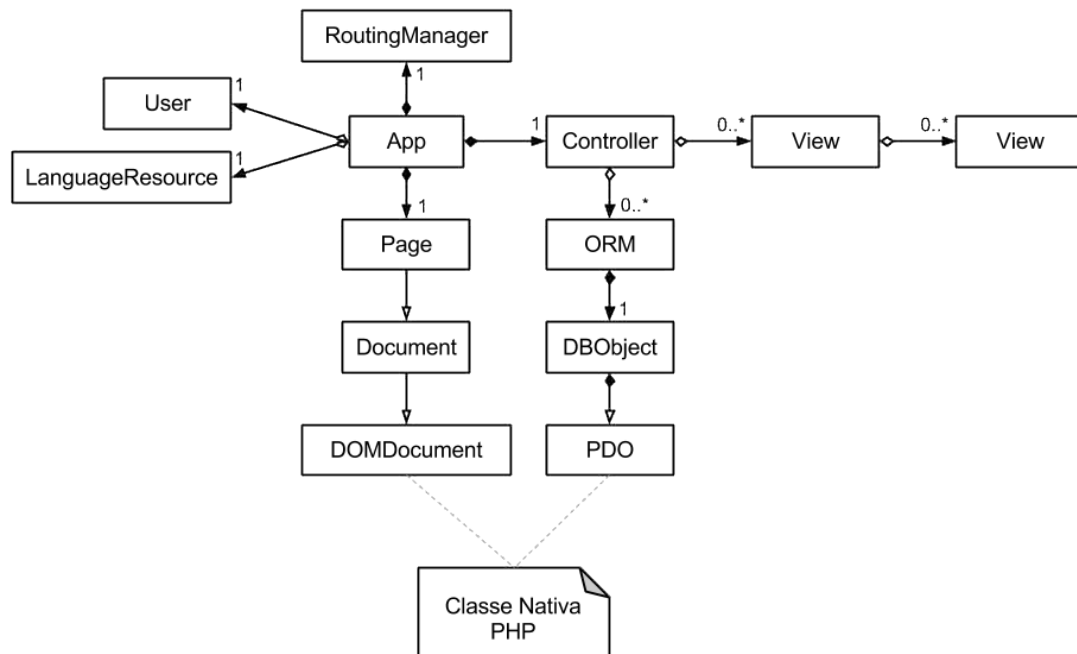 RoutingManager
1
User
1
App
1
Controller
0..*
View
0..*
View
LanguageResource
1
1
0..*
Page
ORM
1
Document
DBObject
DOMDocument
PDO
Classe Nativa
PHP